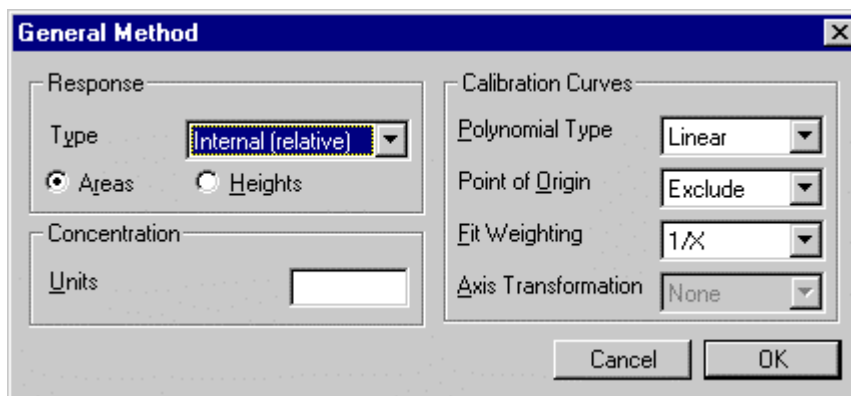 General Method
Response
Type Internal (relative)
Areas Heights
Concentration
Units
Calibration Curves
Polynomial Type Linear
Point of Origin Exclude
Fit Weighting 1/X
Axis Transformation None
Cancel OK